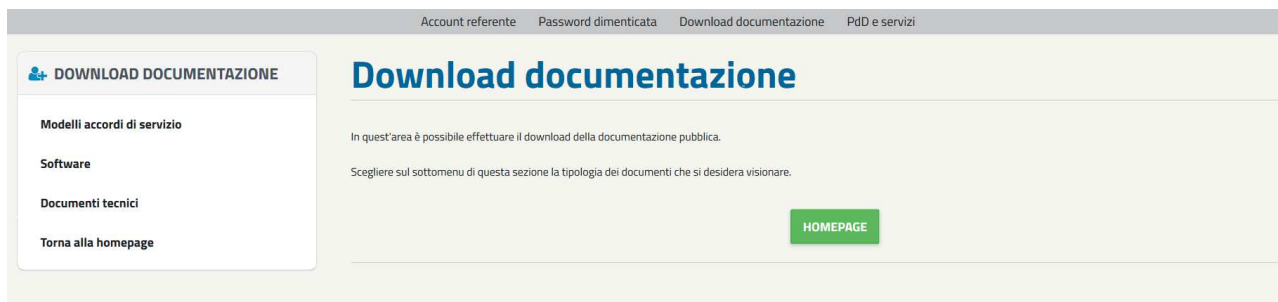 Account referente Password dimenticata Download documentazione PdD e servizi
DOWNLOAD DOCUMENTAZIONE
Modelli accordi di servizio
Software
Documenti tecnici
Torna alla homepage
Download documentazione
In quest'area è possibile effettuare il download della documentazione pubblica.
Scegliere sul sottomenu di questa sezione la tipologia dei documenti che si desidera visionare.
HOMEPAGE